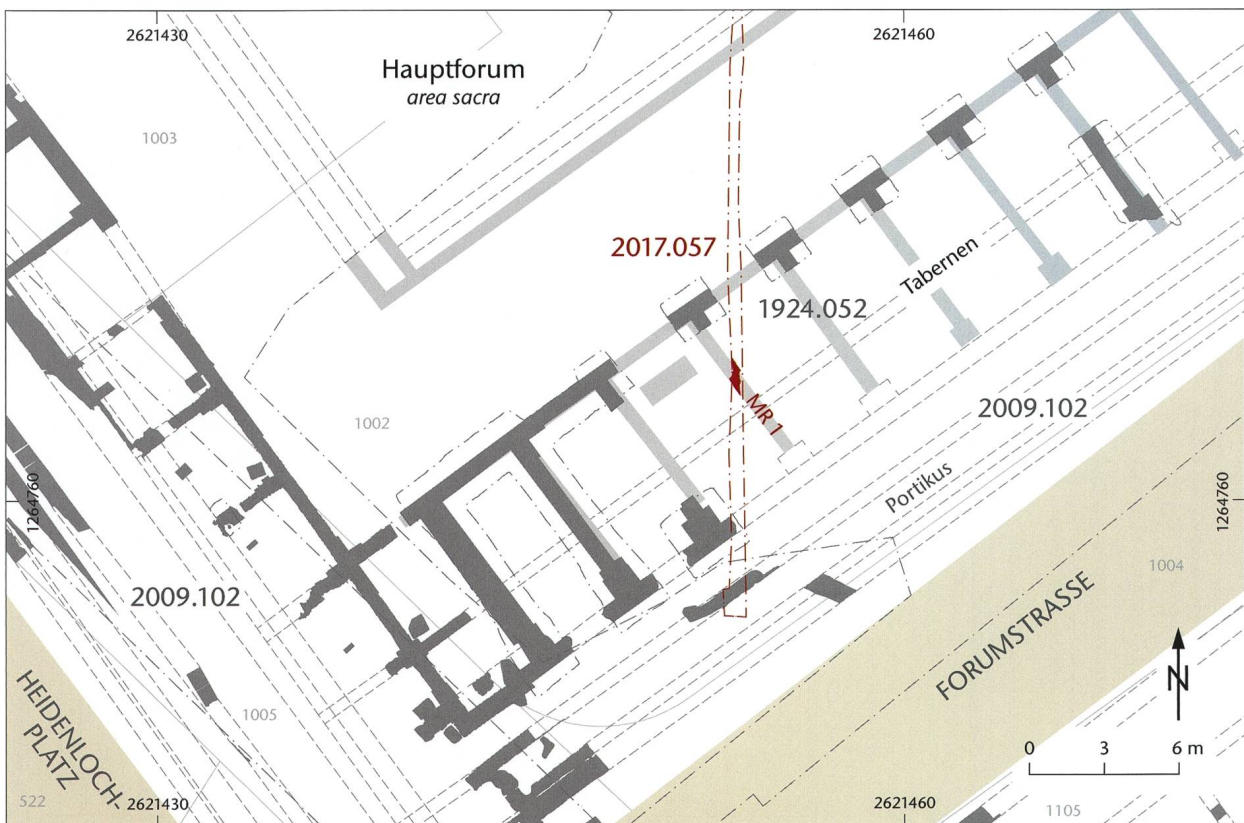 2621430
2621460
Hauptforum
area sacra
1003
2017.057
1924.052
Tabernen
2009.102
1002
MR 1
1264760
Portikus
1264760
1004
2009.102
FORUMSTRASSE
N
HEIDENLOCH-
PLATZ
1005
0 3 6 m
522
2621430
2621460
1105